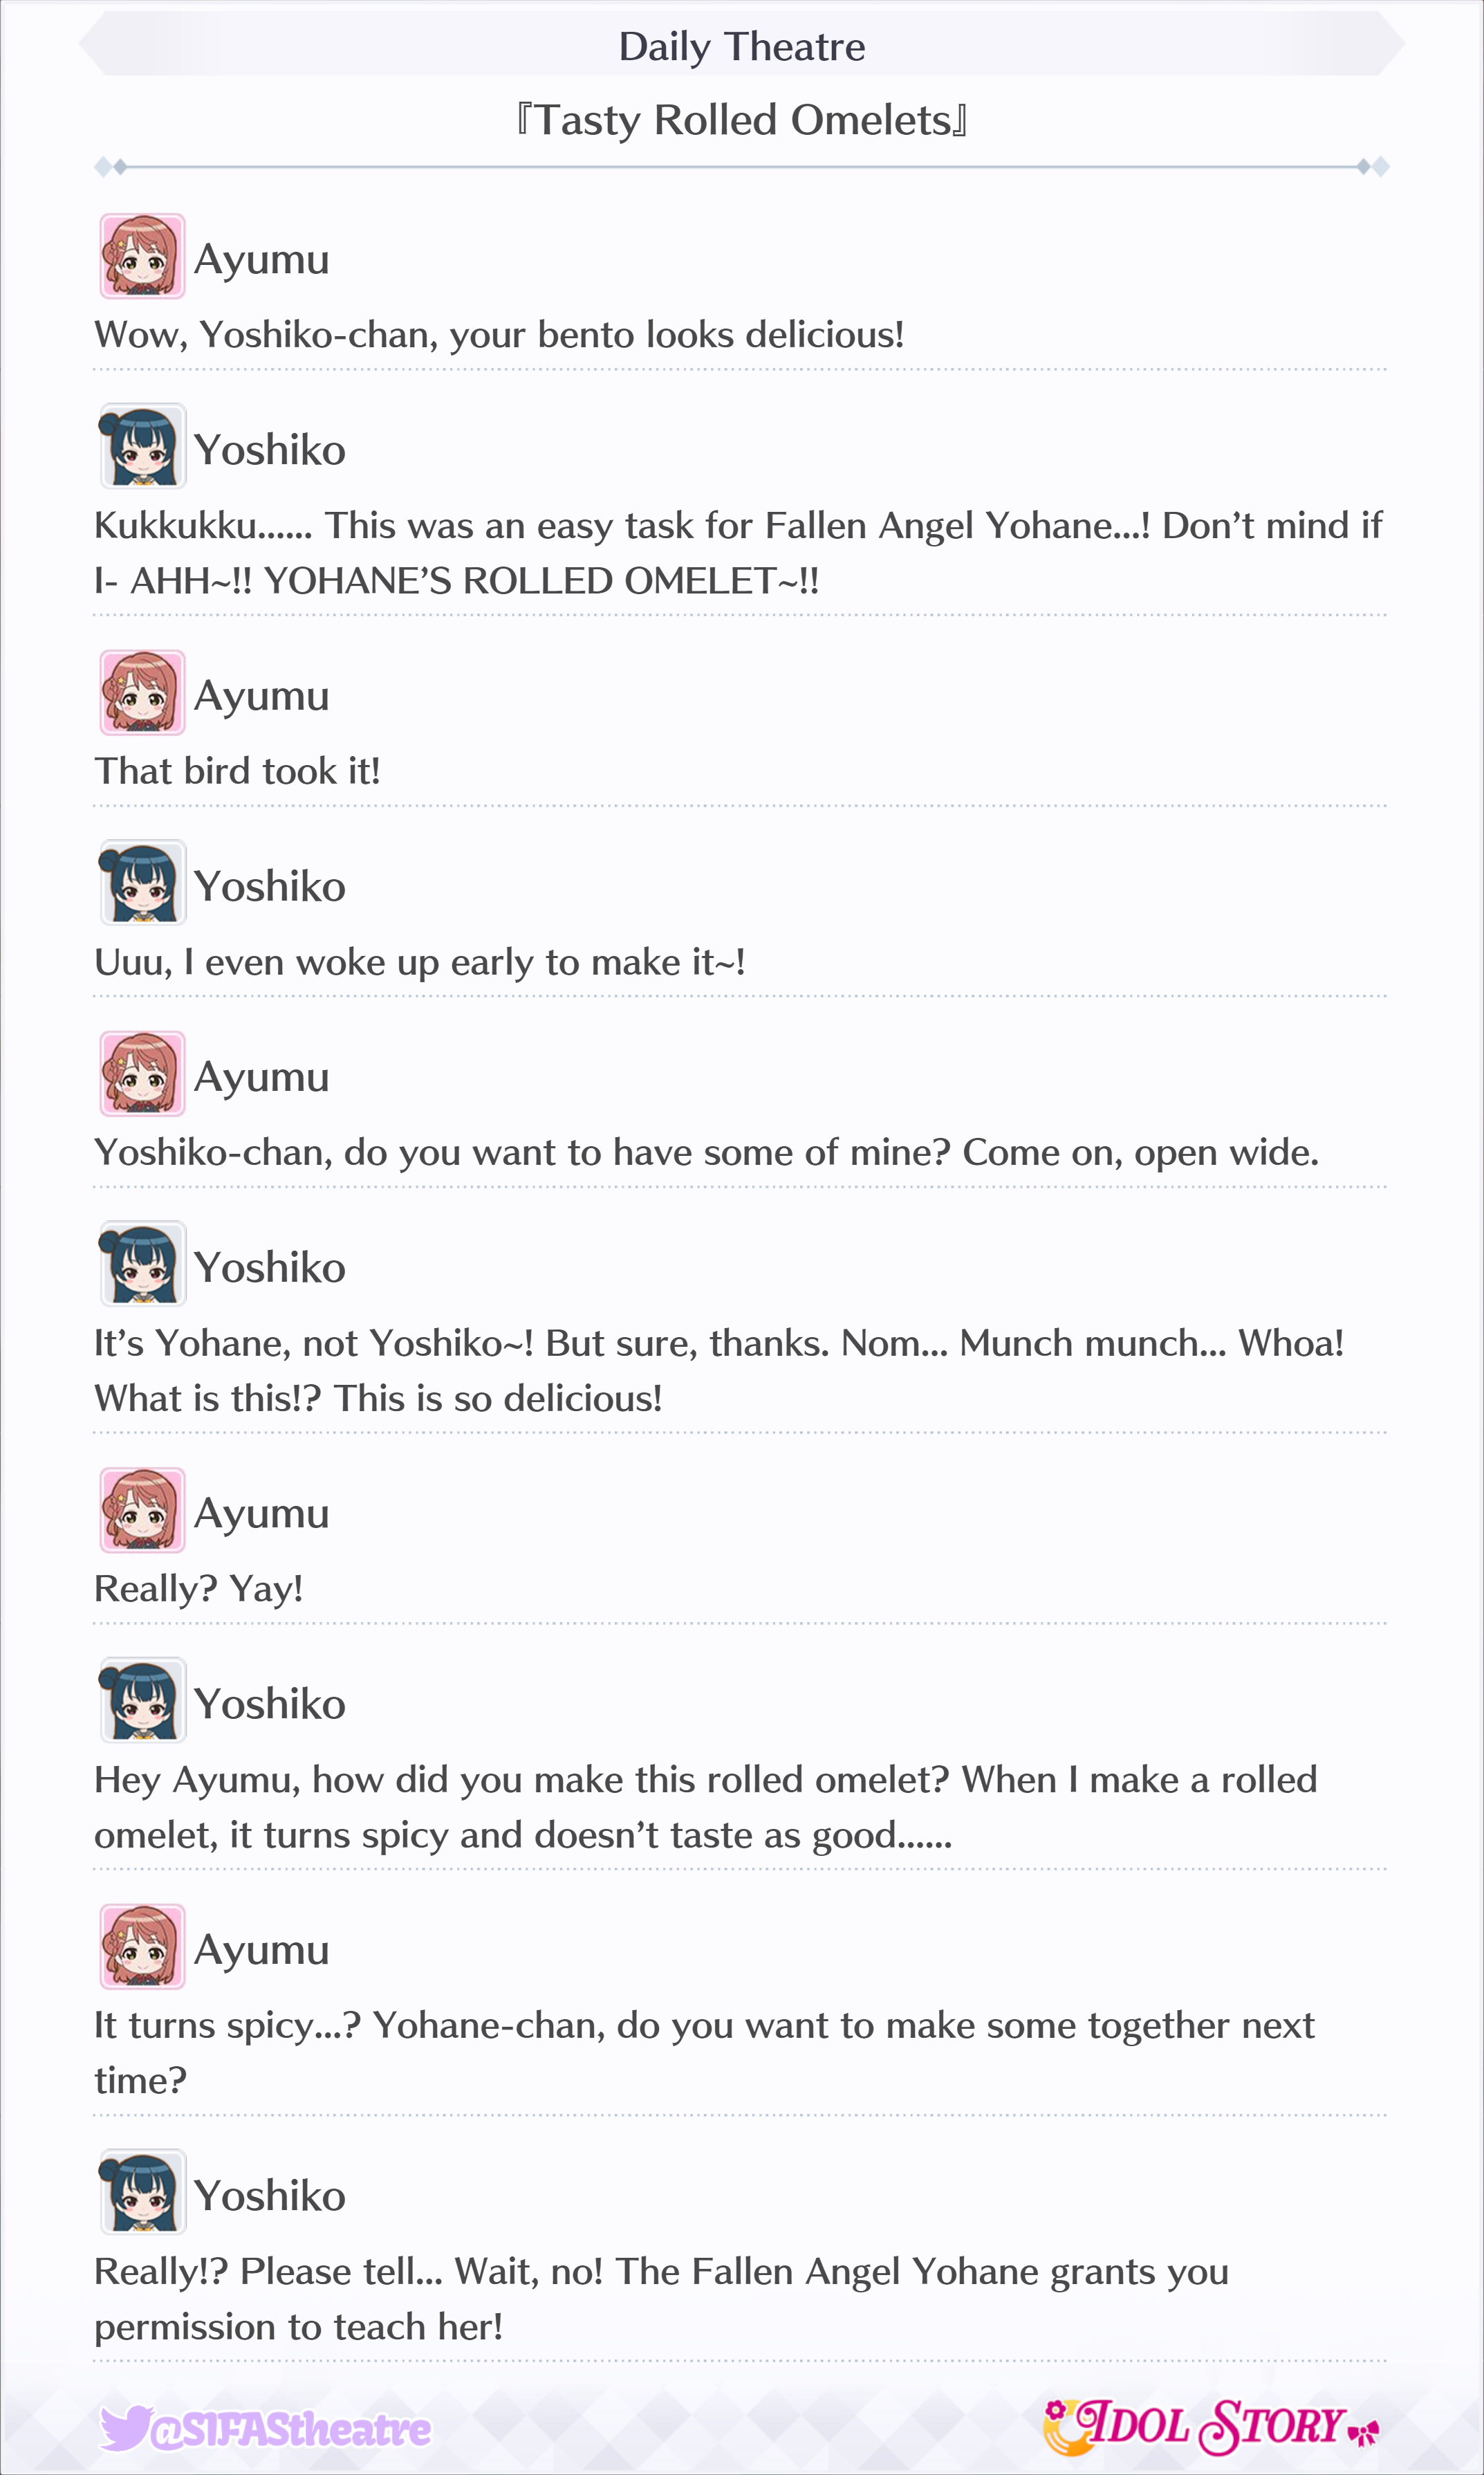 Daily Theatre
『Tasty Rolled Omelets』
Ayumu
Wow, Yoshiko-chan, your bento looks delicious!
Yoshiko
Kukkukku...... This was an easy task for Fallen Angel Yohane...! Don’t mind if
I- AHH~!! YOHANE’S ROLLED OMELET~!!
Ayumu
That bird took it!
Yoshiko
Uuu, I even woke up early to make it~!
Ayumu
Yoshiko-chan, do you want to have some of mine? Come on, open wide.
Yoshiko
It’s Yohane, not Yoshiko~! But sure, thanks. Nom... Munch munch... Whoa!
What is this!? This is so delicious!
Ayumu
Really? Yay!
Yoshiko
Hey Ayumu, how did you make this rolled omelet? When I make a rolled
omelet, it turns spicy and doesn’t taste as good......
Ayumu
It turns spicy...? Yohane-chan, do you want to make some together next
time?
Yoshiko
Really!? Please tell... Wait, no! The Fallen Angel Yohane grants you
permission to teach her!
@SIFAStheatre
IDOL STORY